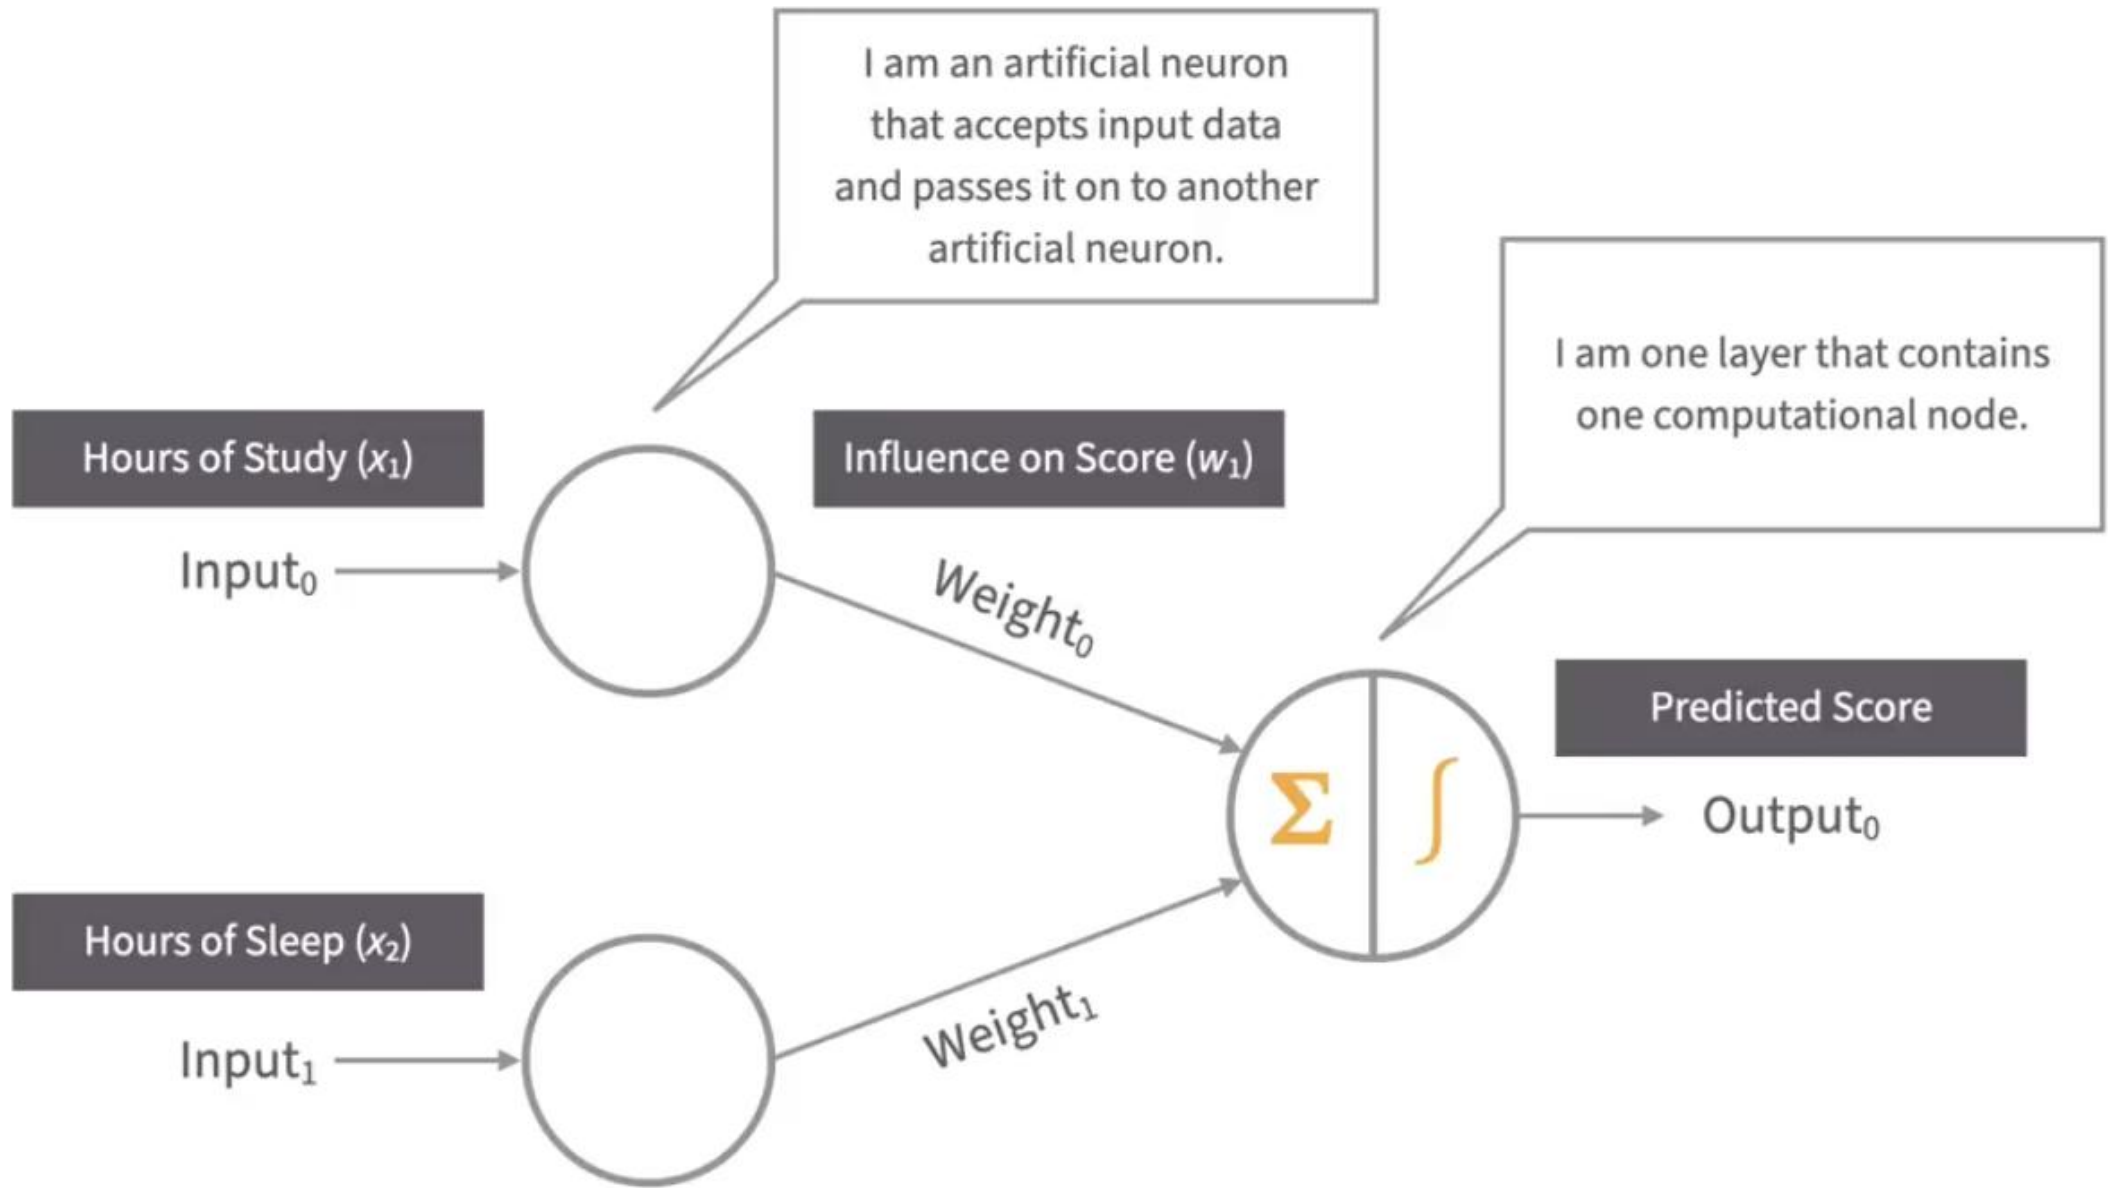 I am an artificial neuron
that accepts input data
and passes it on to another
artificial neuron.
I am one layer that contains
one computational node.
Hours of Study (x₁)
Influence on Score (w₁)
Input₀
Weight₀
Predicted Score
Σ ∫
Output₀
Hours of Sleep (x₂)
Weight₁
Input₁